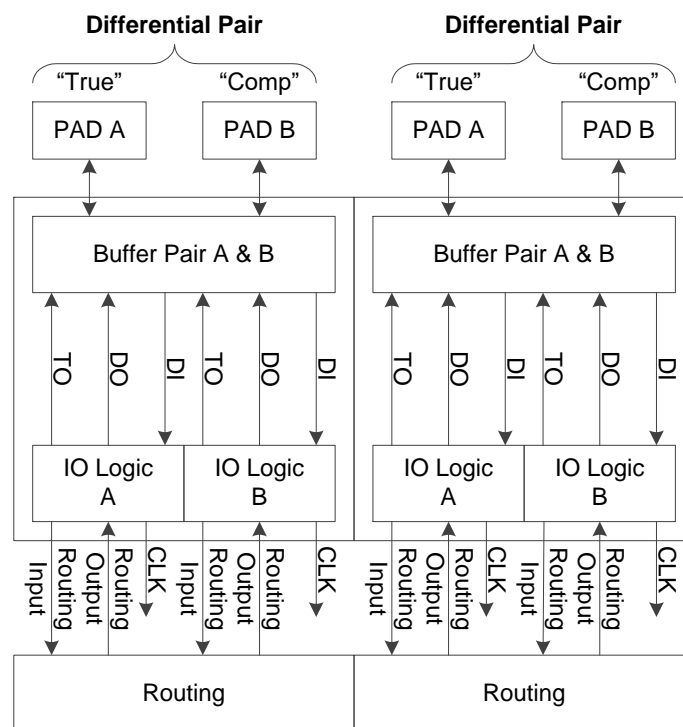 Differential Pair
Differential Pair
“True”
“Comp”
“True”
“Comp”
PAD A
PAD B
PAD A
PAD B
Buffer Pair A & B
Buffer Pair A & B
TO
DO
DI
TO
DO
DI
TO
DO
DI
TO
DO
DI
IO Logic
A
IO Logic
B
IO Logic
A
IO Logic
B
Routing
Input
Routing
Output
CLK
Routing
Input
Routing
Output
CLK
Routing
Input
Routing
Output
CLK
Routing
Input
Routing
Output
CLK
Routing
Routing